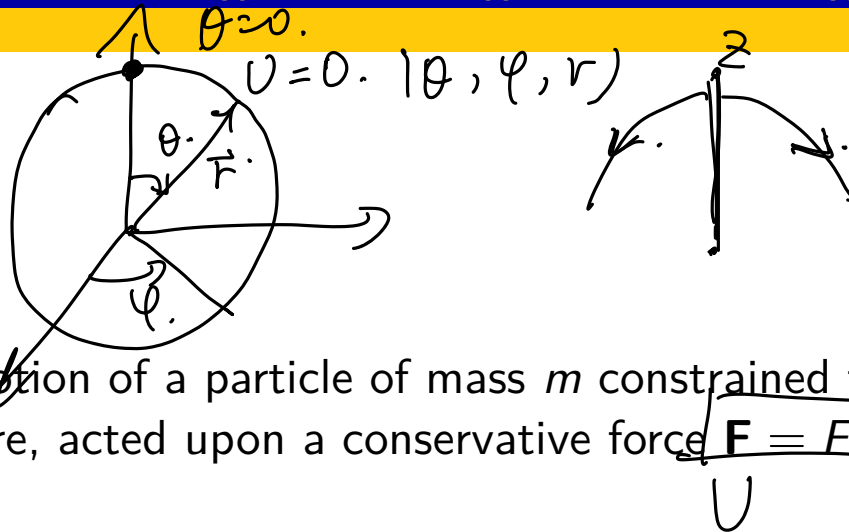 θ=0.
U=0. (θ, φ, r)
z
θ.
r⃗.
φ.
otion of a particle of mass m constrained
re, acted upon a conservative force F = F
U